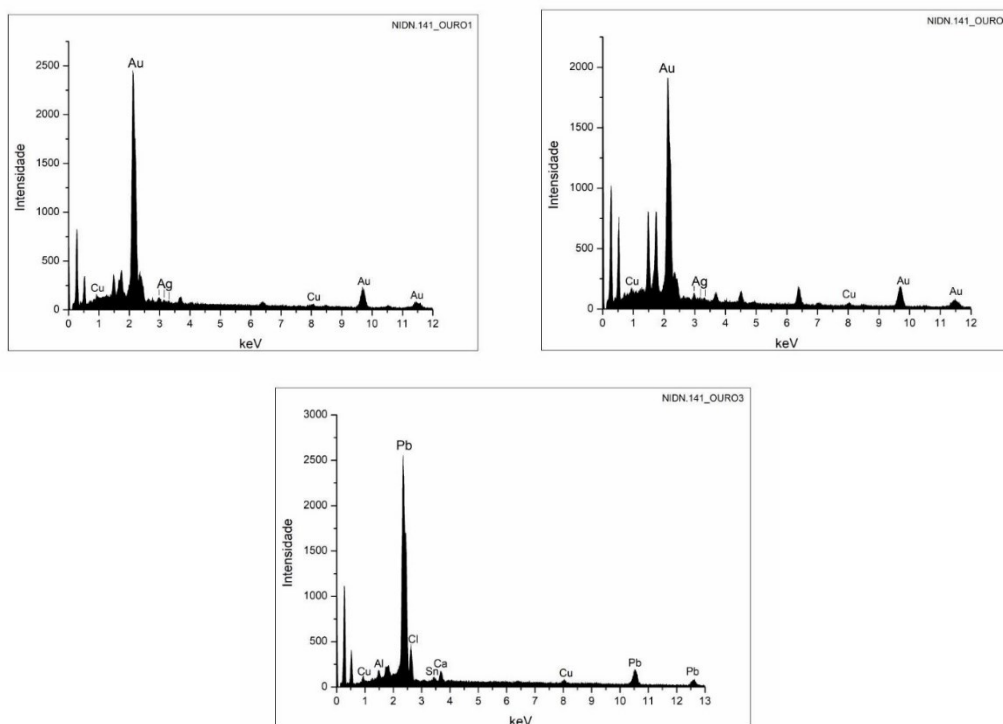 NIDN.141_OURO1
2500
2000
1500
1000
500
0
Intensidade
Au
Cu
Ag
Cu
Au
Au
0 1 2 3 4 5 6 7 8 9 10 11 12
keV
NIDN.141_OURO
2000
1500
1000
500
0
Intensidade
Au
Cu
Ag
Cu
Au
Au
0 1 2 3 4 5 6 7 8 9 10 11 12
keV
NIDN.141_OURO3
3000
2500
2000
1500
1000
500
0
Intensidade
Pb
Cl
Cu
Al
Sn
Ca
Cu
Pb
Pb
0 1 2 3 4 5 6 7 8 9 10 11 12 13
keV